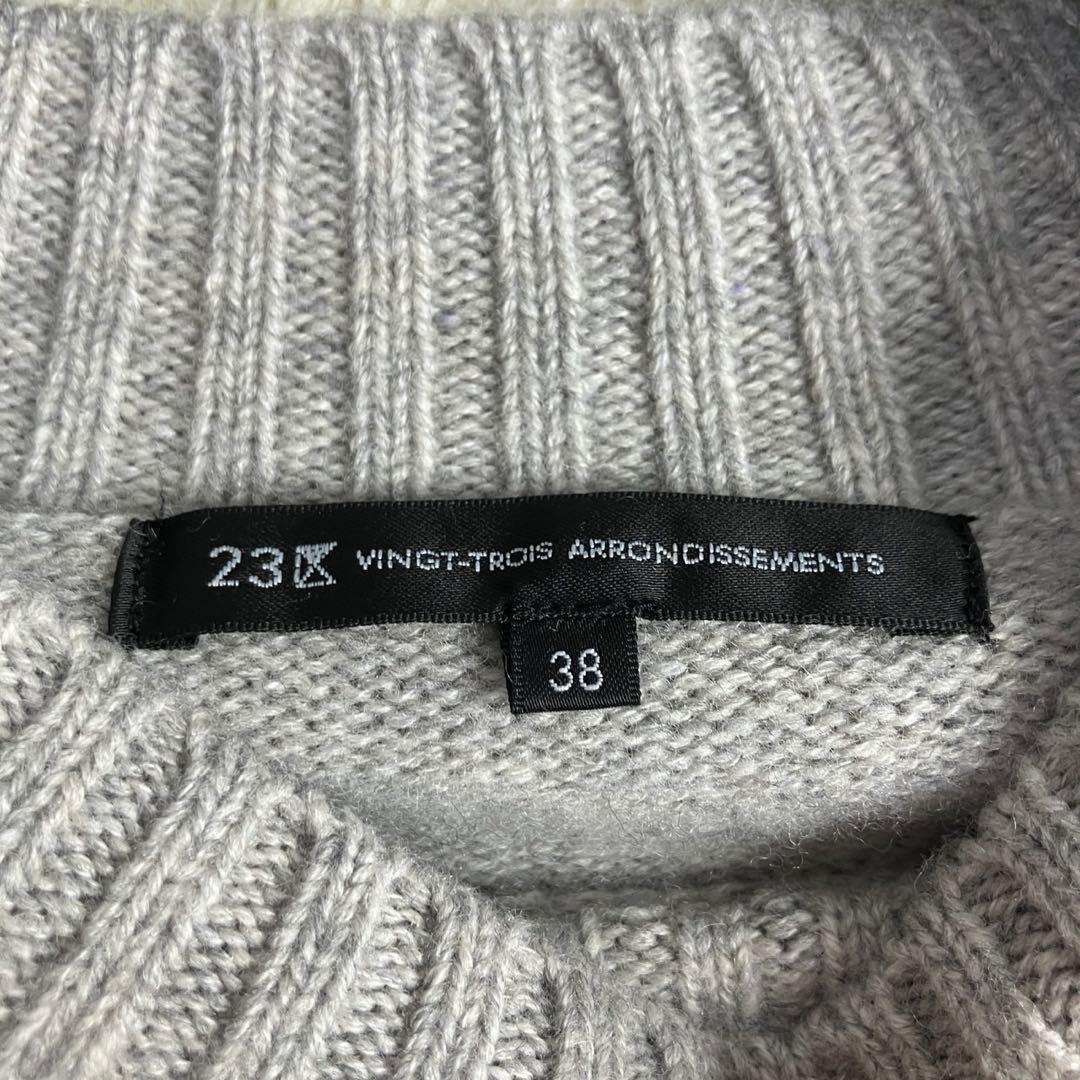 23区 VINGT-TROIS ARRONDISSEMENTS
38